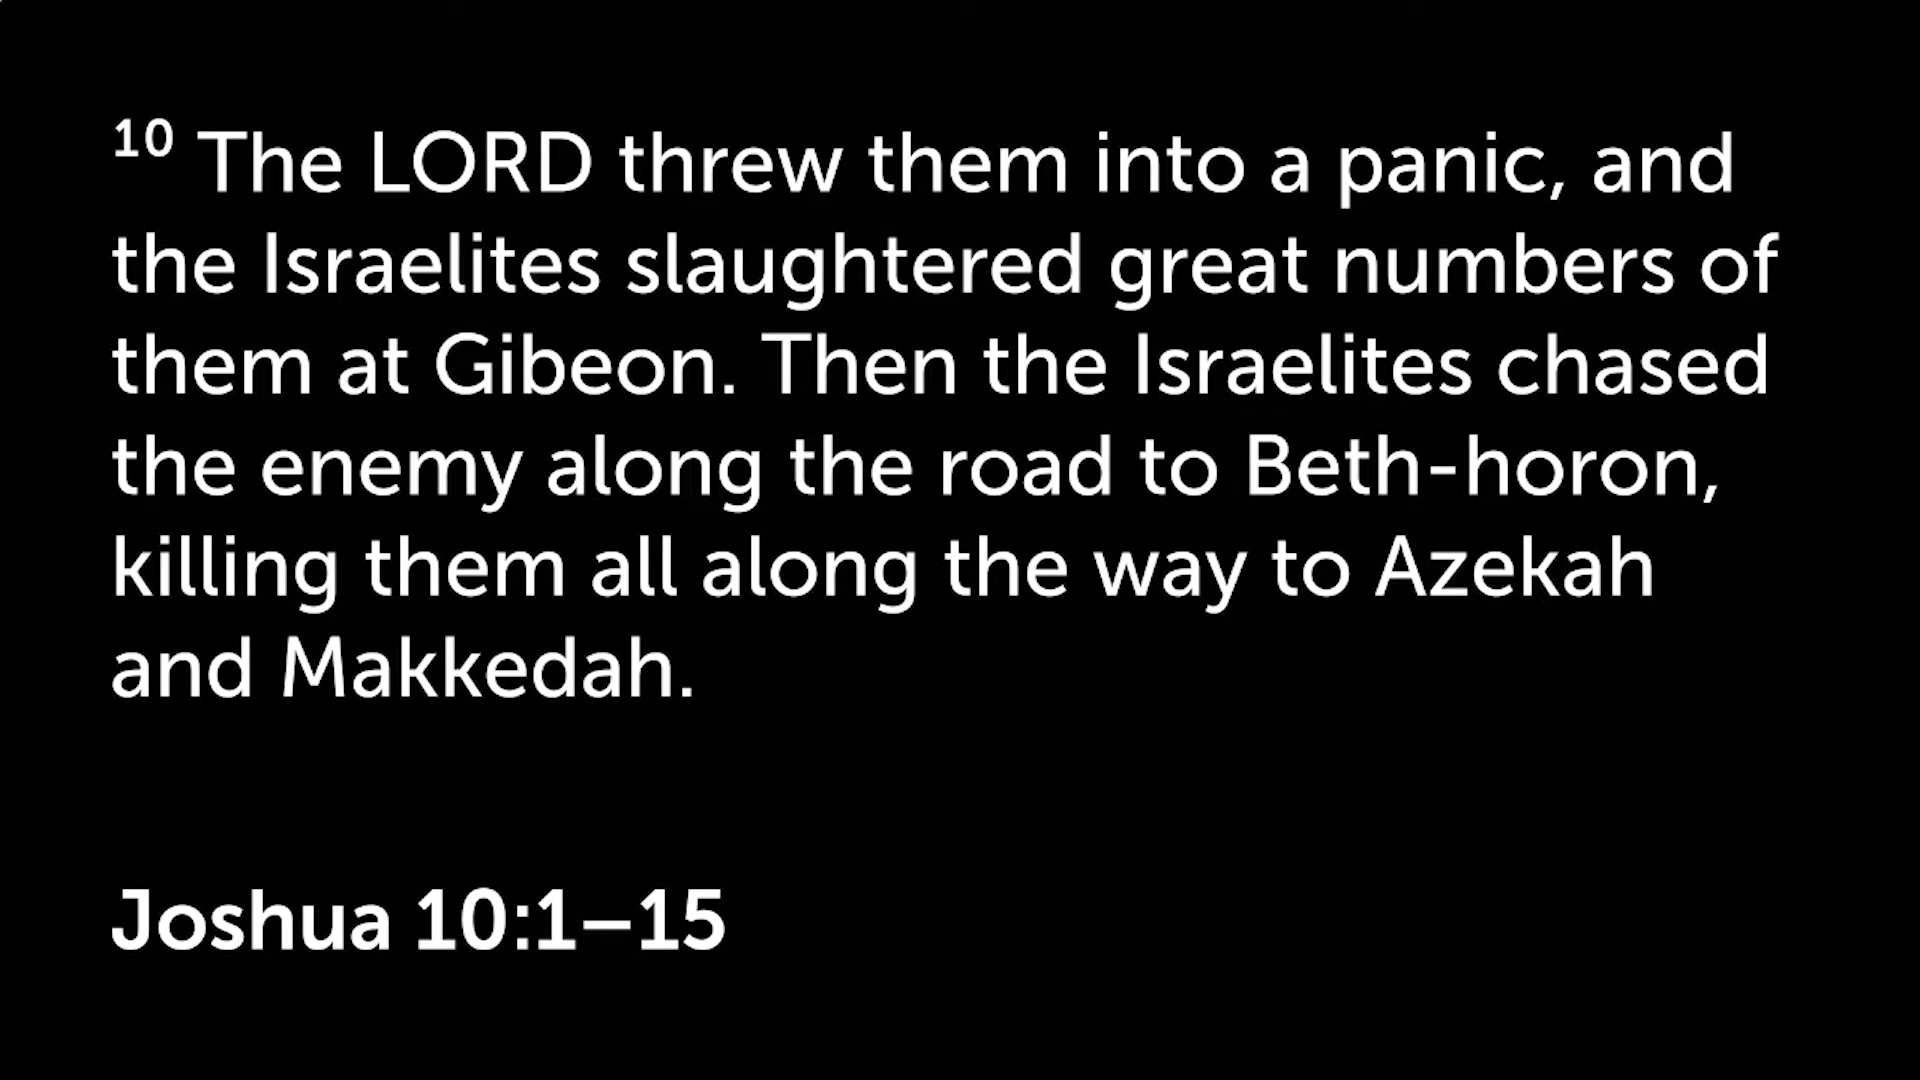 10 The LORD threw them into a panic, and
the Israelites slaughtered great numbers of
them at Gibeon. Then the Israelites chased
the enemy along the road to Beth-horon,
killing them all along the way to Azekah
and Makkedah.
Joshua 10:1–15